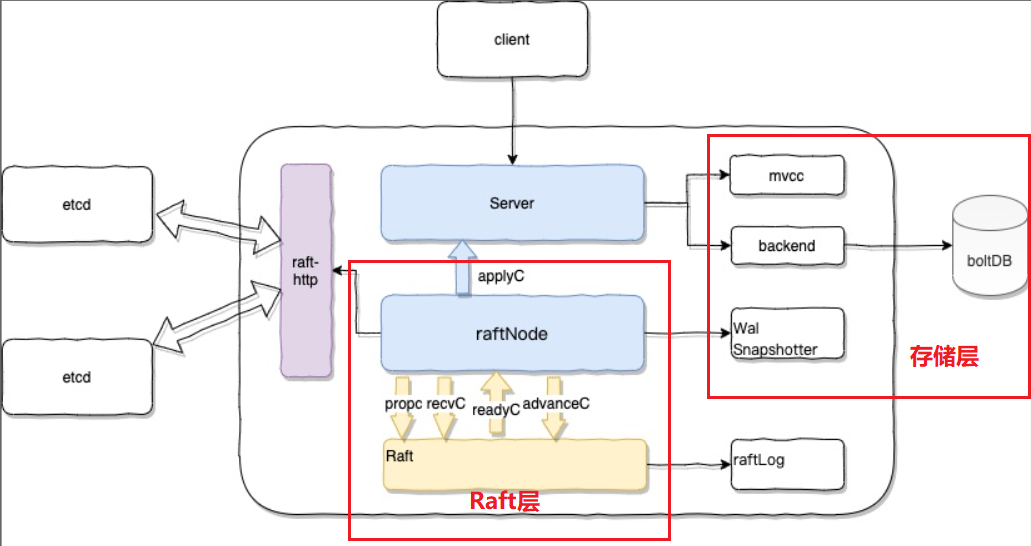 client
etcd
etcd
raft-
http
Server
applyC
raftNode
propc
recvC
readyC
advanceC
Raft
Raft层
mvcc
backend
boltDB
Wal
Snapshotter
存储层
raftLog